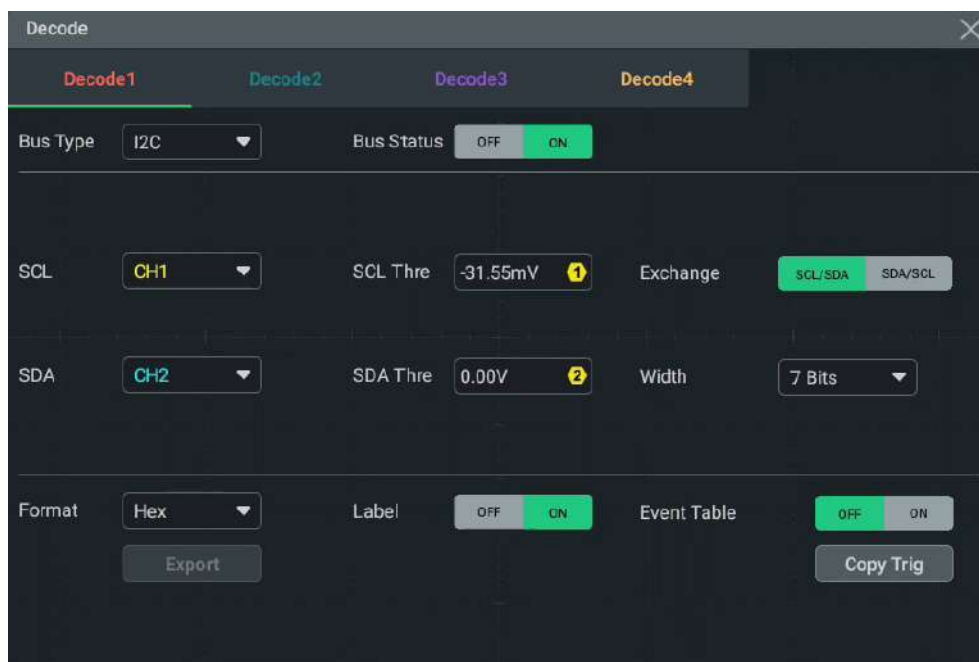 Decode
Decode1 Decode2 Decode3 Decode4
Bus Type I2C Bus Status OFF ON
SCL CH1 SCL Thre -31.55mV 1 Exchange SCL/SDA SDA/SCL
SDA CH2 SDA Thre 0.00V 2 Width 7 Bits
Format Hex Label OFF ON Event Table OFF ON
Export Copy Trig